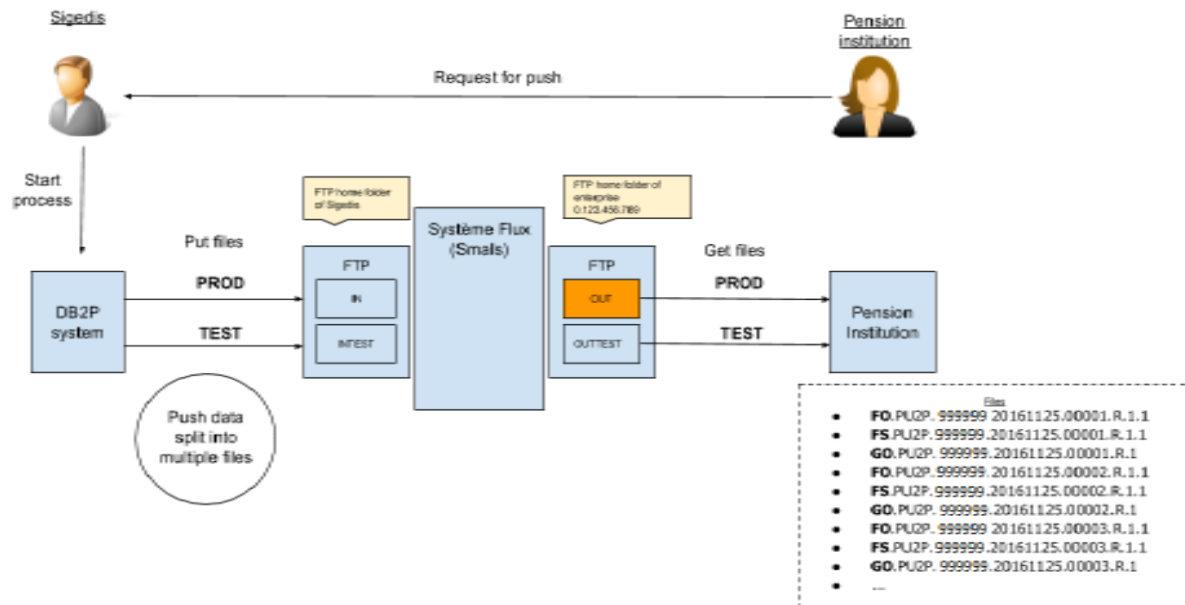 Sigedis
Pension
institution
Request for push
Start
process
FTP home folder
of Sigedis
FTP home folder of
enterprise
0.123.456.789
Système Flux
(Smals)
Put files
Get files
FTP
FTP
PROD
IN
OUT
PROD
DB2P
system
TEST
INTEST
OUTTEST
TEST
Pension
Institution
Push data
split into
multiple files
Files
• FO.PU2P. 999999 20161125.00001.R.1.1
• FS.PU2P. 999999.20161125.00001.R.1.1
• GO.PU2P. 999999.20161125.00001.R.1
• FO.PU2P. 999999.20161125.00002.R.1.1
• FS.PU2P. 999999.20161125.00002.R.1.1
• GO.PU2P. 999999.20161125.00002.R.1
• FO.PU2P. 999999 20161125.00003.R.1.1
• FS.PU2P. 999999.20161125.00003.R.1.1
• GO.PU2P. 999999.20161125.00003.R.1
• ...